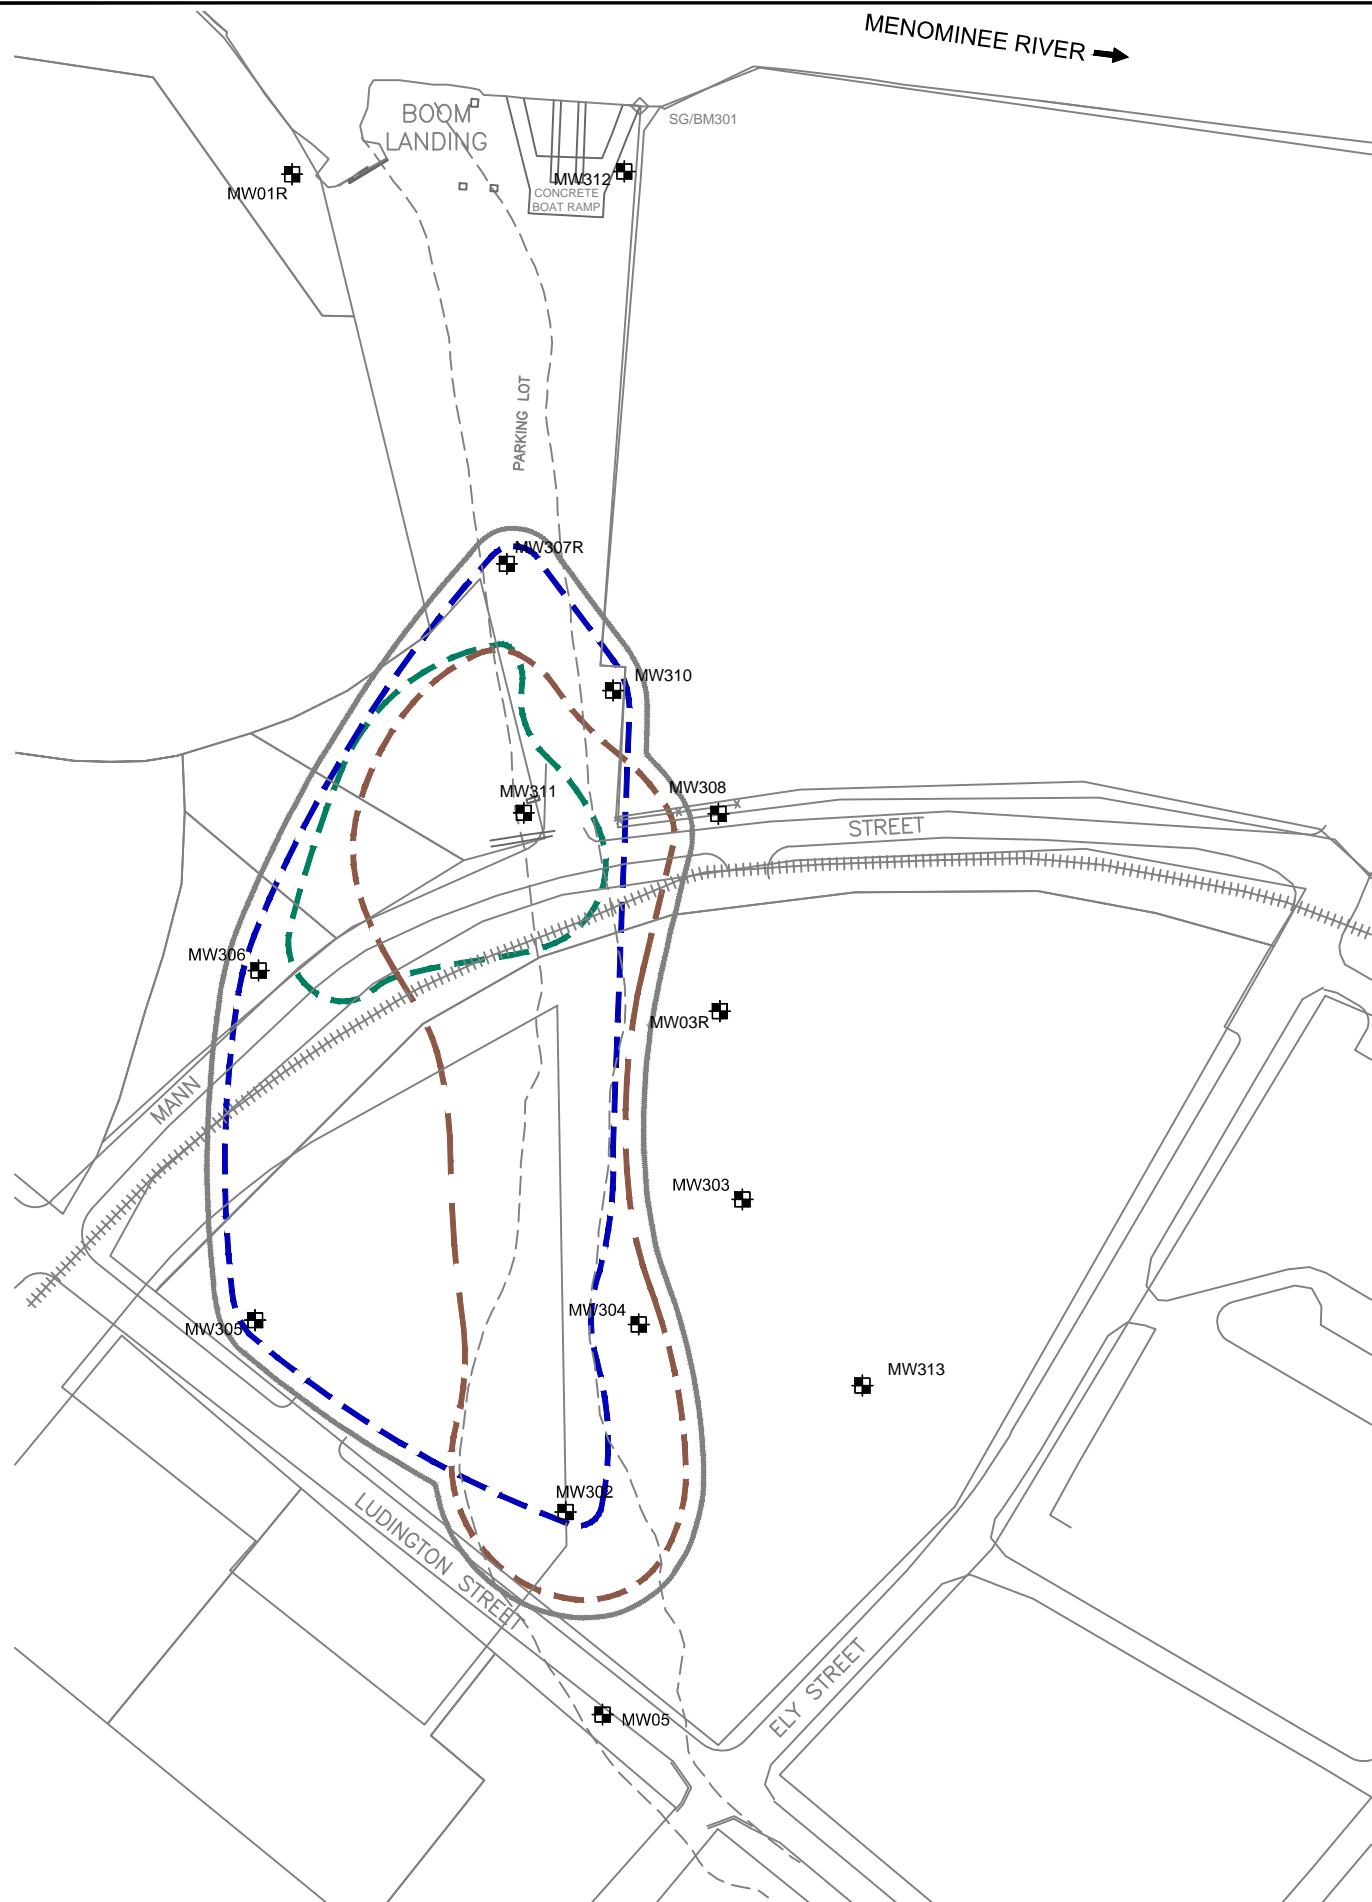 MENOMINEE RIVER
BOOM
LANDING
SG/BM301
MW01R
MW312
CONCRETE
BOAT RAMP
PARKING LOT
MW307R
MW310
MW311
MW308
STREET
MW306
MW03R
MANN
MW303
MW304
MW305
MW313
MW302
LUDINGTON STREET
ELY STREET
MW05